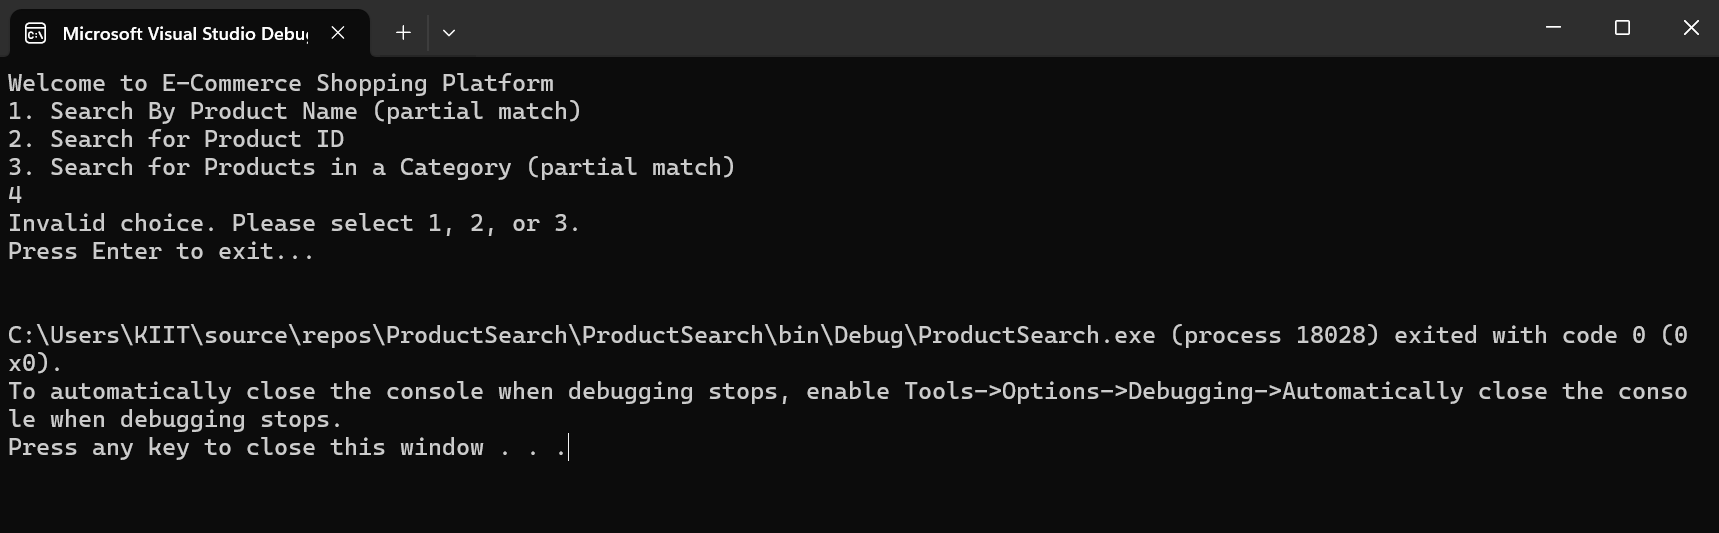 Microsoft Visual Studio Debu
Welcome to E-Commerce Shopping Platform
1. Search By Product Name (partial match)
2. Search for Product ID
3. Search for Products in a Category (partial match)
4
Invalid choice. Please select 1, 2, or 3.
Press Enter to exit...
C:\Users\KIIT\source\repos\ProductSearch\ProductSearch\bin\Debug\ProductSearch.exe (process 18028) exited with code 0 (0
x0).
To automatically close the console when debugging stops, enable Tools->Options->Debugging->Automatically close the conso
le when debugging stops.
Press any key to close this window . . .